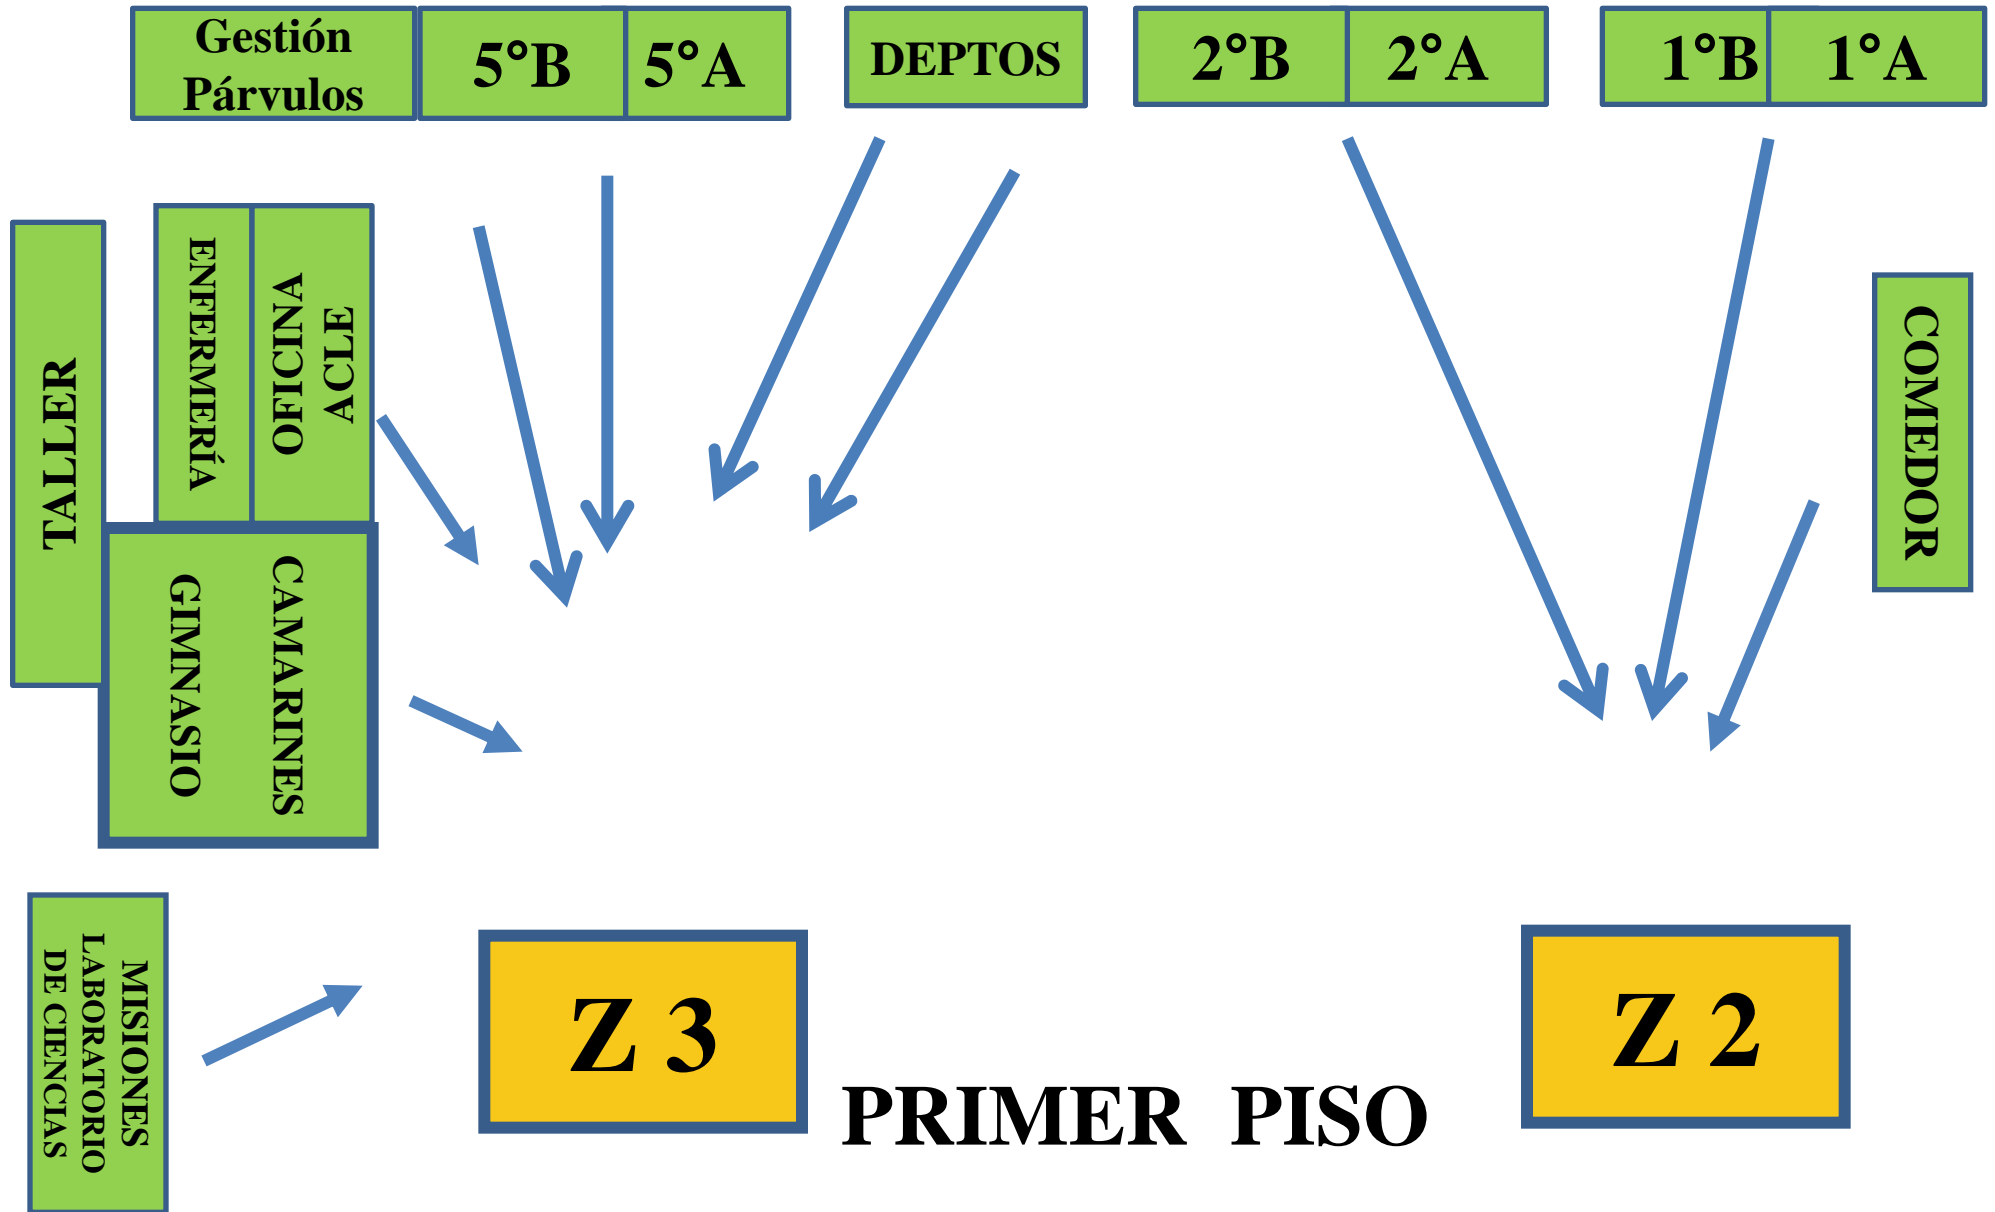 Gestión
Párvulos
5°B
5°A
DEPTOS
2°B
2°A
1°B
1°A
TALLER
ENFERMERÍA
ACLE
OFICINA
COMEDOR
CAMARINES
GIMNASIO
MISIONES
LABORATORIO
DE CIENCIAS
Z 3
Z 2
PRIMER PISO